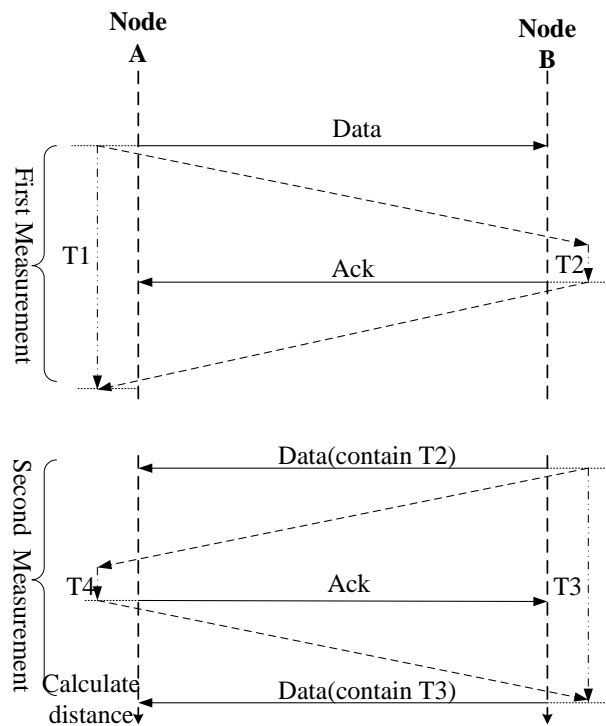 Node
A
Node
B
Data
First Measurement
T1
T2
Ack
Second Measurement
Data(contain T2)
T4
Ack
T3
Calculate
distance
Data(contain T3)